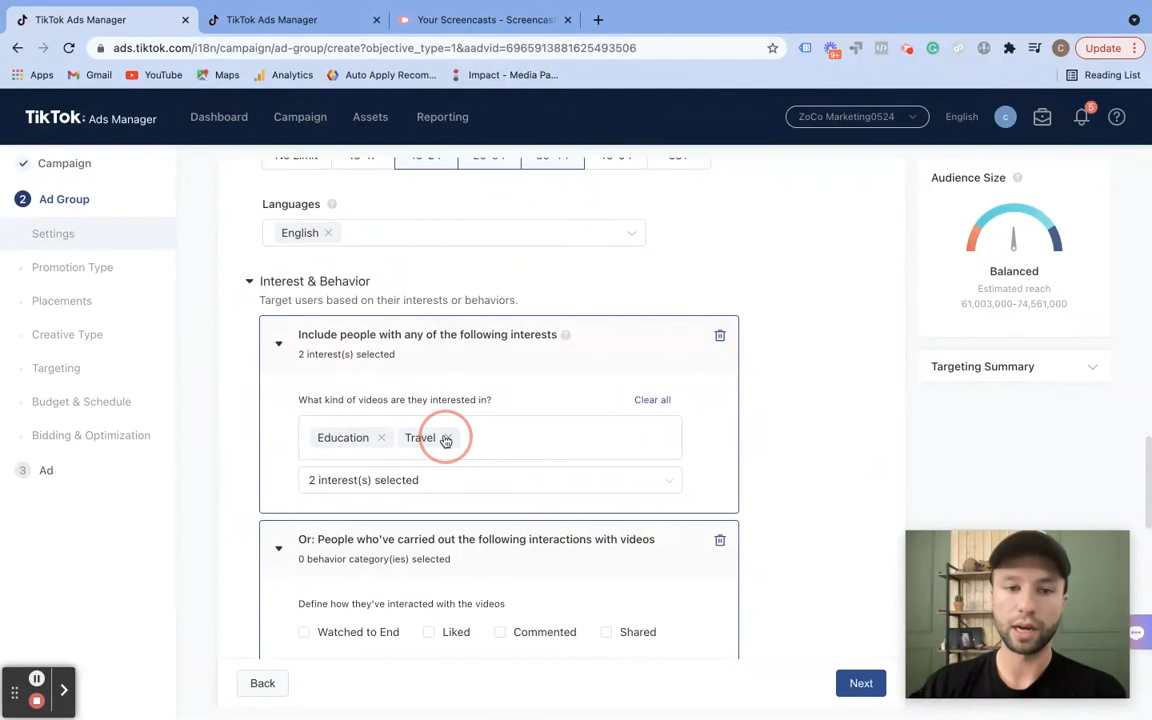 TikTok Ads Manager
TikTok Ads Manager
Your Screencasts - Screencast
ads.tiktok.com/i18n/campaign/ad-group/create?objective_type=1&aadvid=6965913881625493506
9+
C
Update
Apps
Gmail
YouTube
Maps
Analytics
Auto Apply Recom...
Impact - Media Pa...
Reading List
TikTok: Ads Manager
Dashboard
Campaign
Assets
Reporting
ZoCo Marketing0524
English
c
5
Campaign
2 Ad Group
Settings
Promotion Type
Placements
Creative Type
Targeting
Budget & Schedule
Bidding & Optimization
3 Ad
No Limit
Languages
English
Interest & Behavior
Target users based on their interests or behaviors.
Include people with any of the following interests
2 interest(s) selected
What kind of videos are they interested in?
Clear all
Education
Travel
2 interest(s) selected
Or: People who've carried out the following interactions with videos
0 behavior category(ies) selected
Define how they've interacted with the videos
Watched to End
Liked
Commented
Shared
Back
Next
Audience Size
Balanced
Estimated reach
61,003,000-74,561,000
Targeting Summary